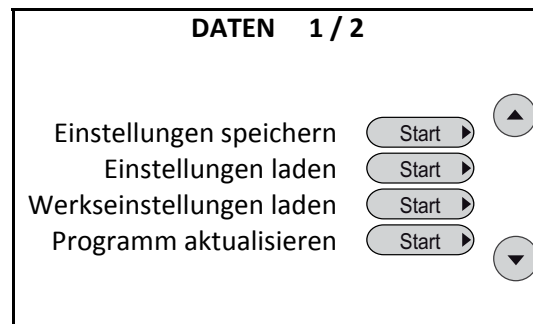 DATEN 1 / 2
Einstellungen speichern Start
Einstellungen laden Start
Werkseinstellungen laden Start
Programm aktualisieren Start